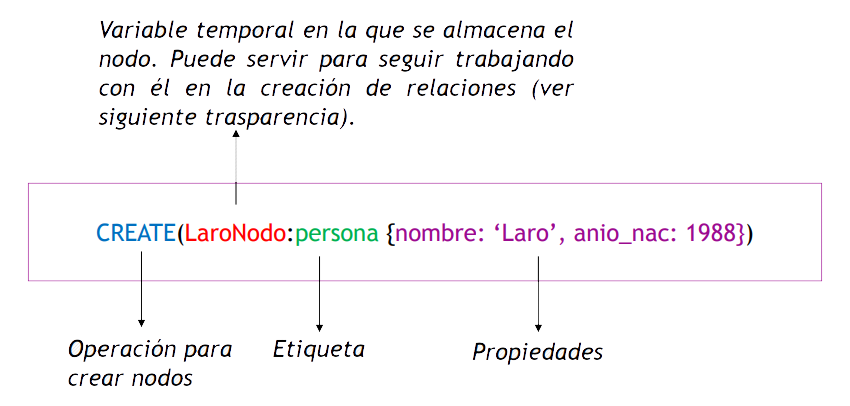 Variable temporal en la que se almacena el
nodo. Puede servir para seguir trabajando
con él en la creación de relaciones (ver
siguiente trasparencia).
CREATE(LaroNodo:persona {nombre: ‘Laro’, anio_nac: 1988})
Operación para
crear nodos
Etiqueta
Propiedades